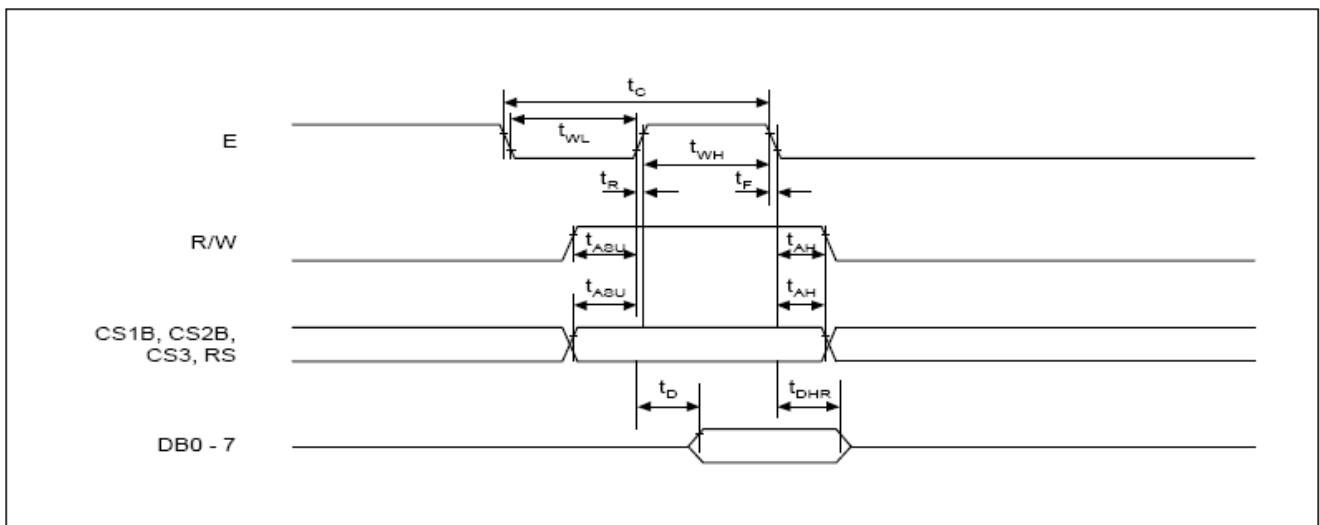 tC
E
tWL
tWH
tR
tF
R/W
tASU
tAH
tASU
tAH
CS1B, CS2B,
CS3, RS
tD
tDHR
DB0 - 7